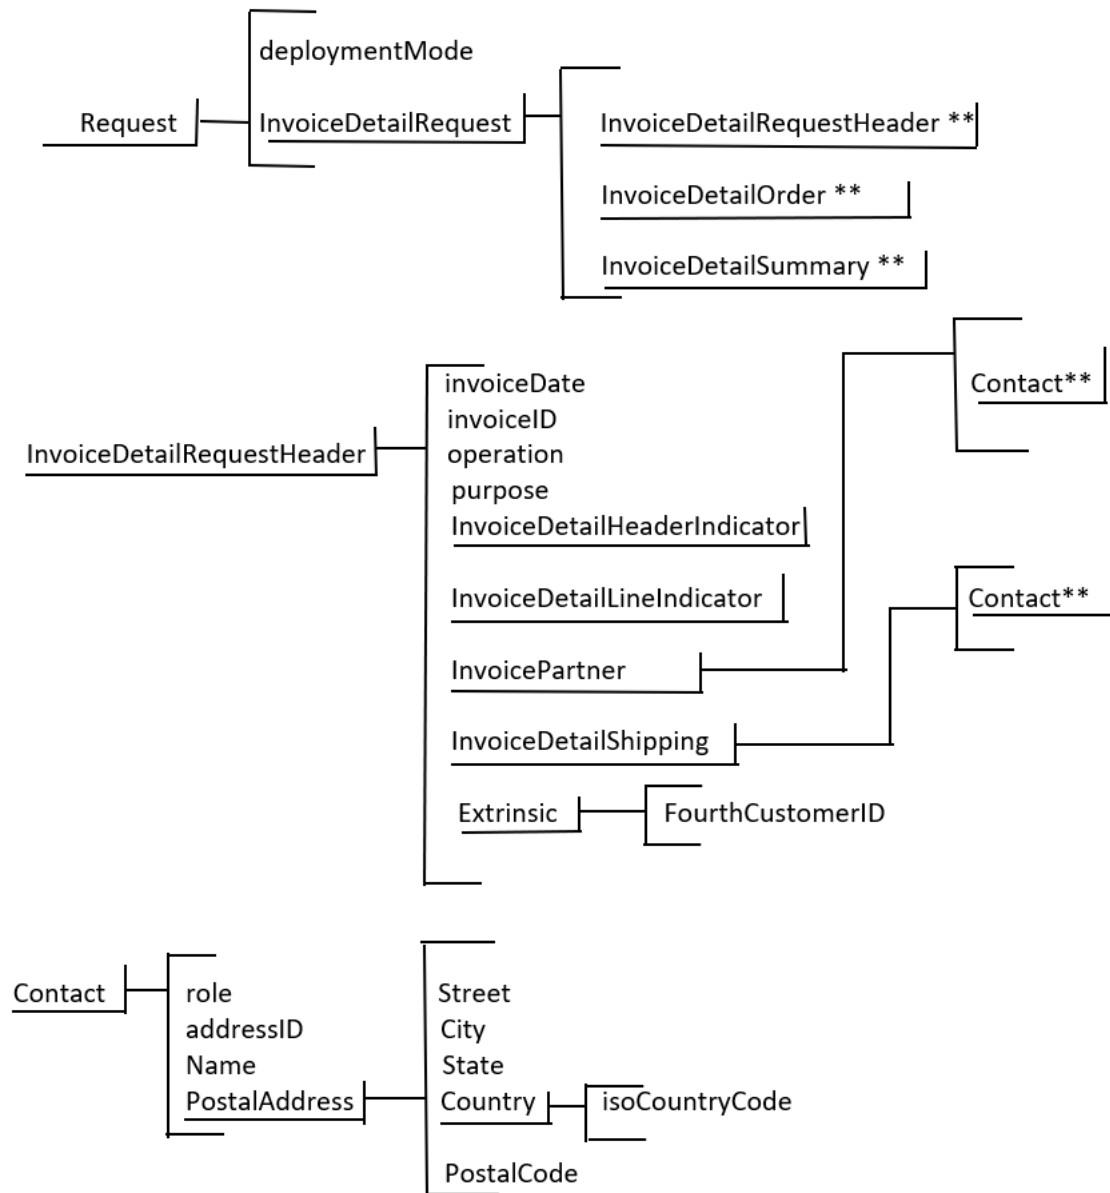 deploymentMode
Request InvoiceDetailRequest InvoiceDetailRequestHeader **
InvoiceDetailOrder **
InvoiceDetailSummary **
invoiceDate Contact**
invoiceID
InvoiceDetailRequestHeader operation
purpose
InvoiceDetailHeaderIndicator
InvoiceDetailLineIndicator Contact**
InvoicePartner
InvoiceDetailShipping
Extrinsic FourthCustomerID
Contact role Street
addressID City
Name State
PostalAddress Country isoCountryCode
PostalCode